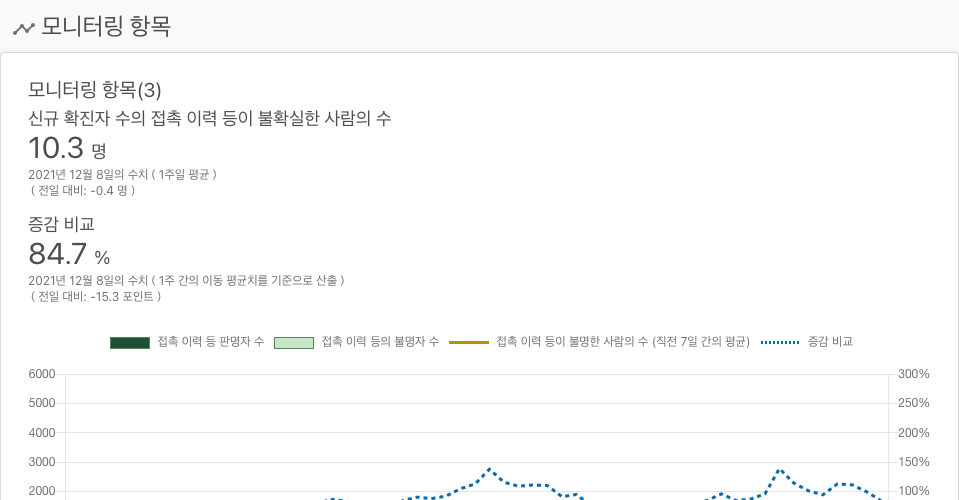 모니터링 항목
모니터링 항목(3)
신규 확진자 수의 접촉 이력 등이 불확실한 사람의 수
10.3 명
2021년 12월 8일의 수치 ( 1주일 평균 )
( 전일 대비: -0.4 명 )
증감 비교
84.7 %
2021년 12월 8일의 수치 ( 1주 간의 이동 평균치를 기준으로 산출 )
( 전일 대비: -15.3 포인트 )
접촉 이력 등 판명자 수 접촉 이력 등의 불명자 수 접촉 이력 등이 불명한 사람의 수 (직전 7일 간의 평균) 증감 비교
6000 300%
5000 250%
4000 200%
3000 150%
2000 100%